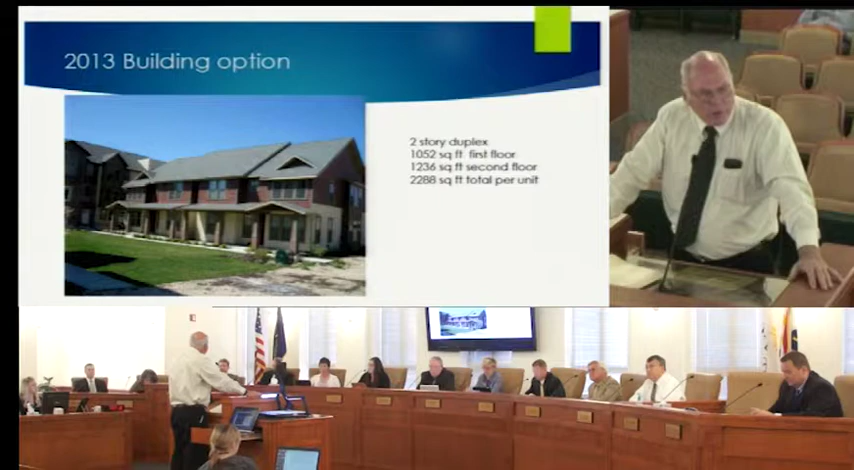 2013 Building option
2 story duplex
1052 sq ft first floor
1236 sq ft second floor
2288 sq ft total per unit